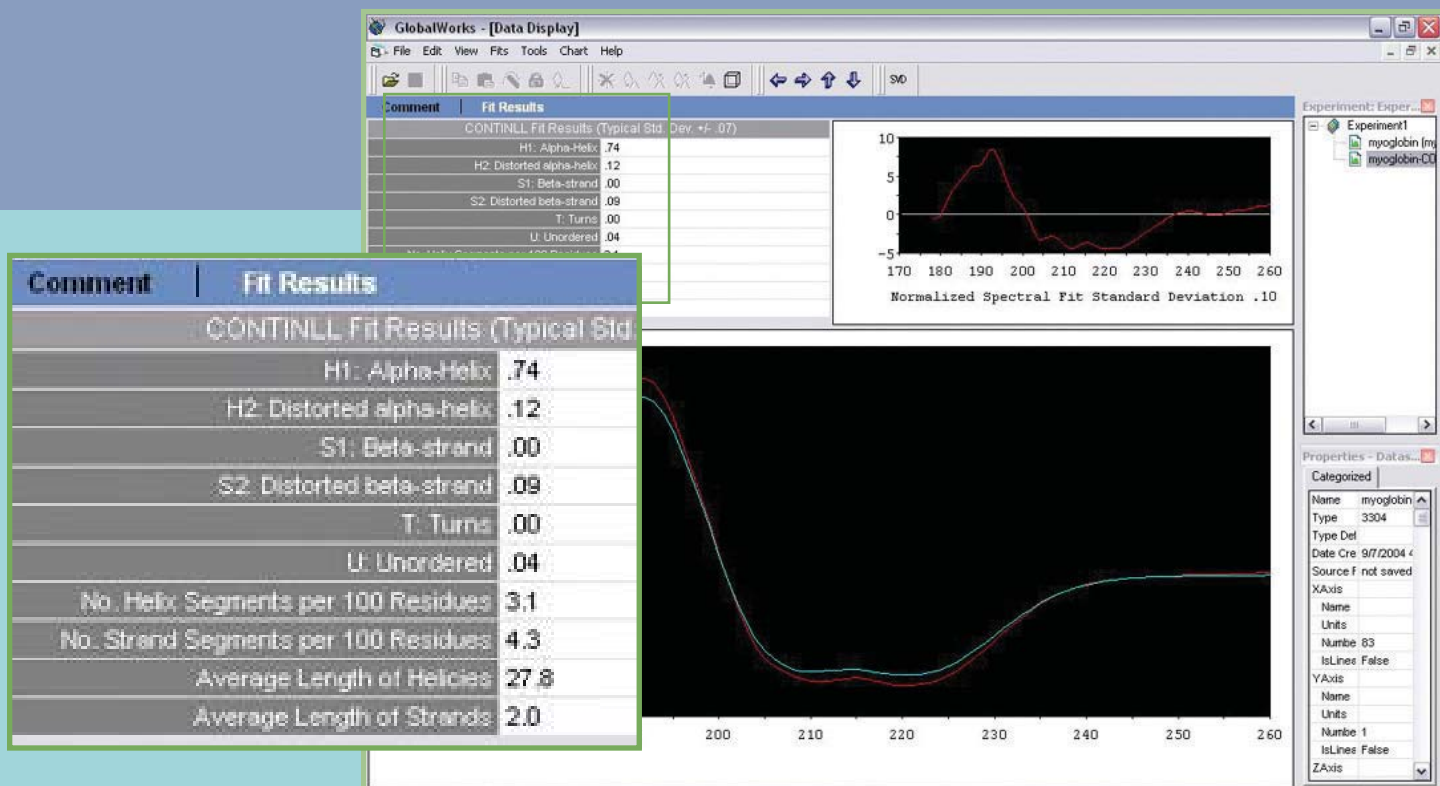 GlobalWorks - [Data Display]
File Edit View Fits Tools Chart Help
SVD
Comment | Fit Results
CONTINLL Fit Results (Typical Std. Dev. +/- .07)
H1: Alpha-Helix .74
H2: Distorted alpha-helix .12
S1: Beta-strand .00
S2: Distorted beta-strand .09
T: Turns .00
U: Unordered .04
10
5
0
-5
170 180 190 200 210 220 230 240 250 260
Normalized Spectral Fit Standard Deviation .10
Experiment: Exper...
Experiment1
myoglobin (my
myoglobin-CO
Comment | Fit Results
CONTINLL Fit Results (Typical Std.
H1: Alpha-Helix .74
H2: Distorted alpha-helix .12
S1: Beta-strand .00
S2: Distorted beta-strand .09
T: Turns .00
U: Unordered .04
No. Helix Segments per 100 Residues 3.1
No. Strand Segments per 100 Residues 4.3
Average Length of Helicies 27.8
Average Length of Strands 2.0
200 210 220 230 240 250 260
Properties - Datas...
Categorized
Name myoglobin
Type 3304
Type Def
Date Cre 9/7/2004 4
Source F not saved
XAxis
Name
Units
Numbe 83
IsLinea False
YAxis
Name
Units
Numbe 1
IsLinea False
ZAxis